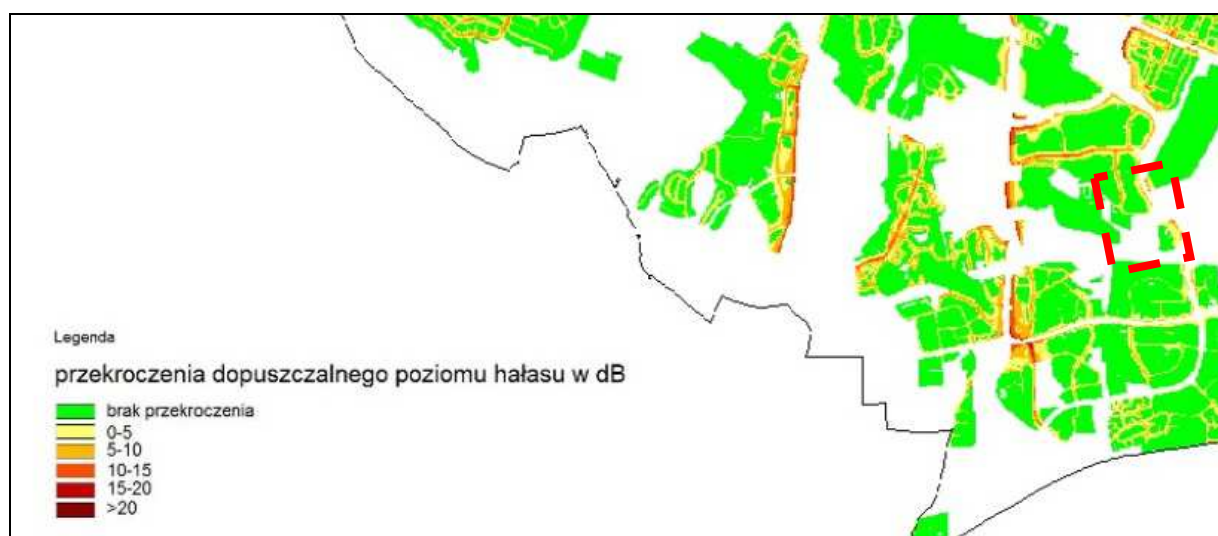 Legenda
przekroczenia dopuszczalnego poziomu hałasu w dB
brak przekroczenia
0-5
5-10
10-15
15-20
>20